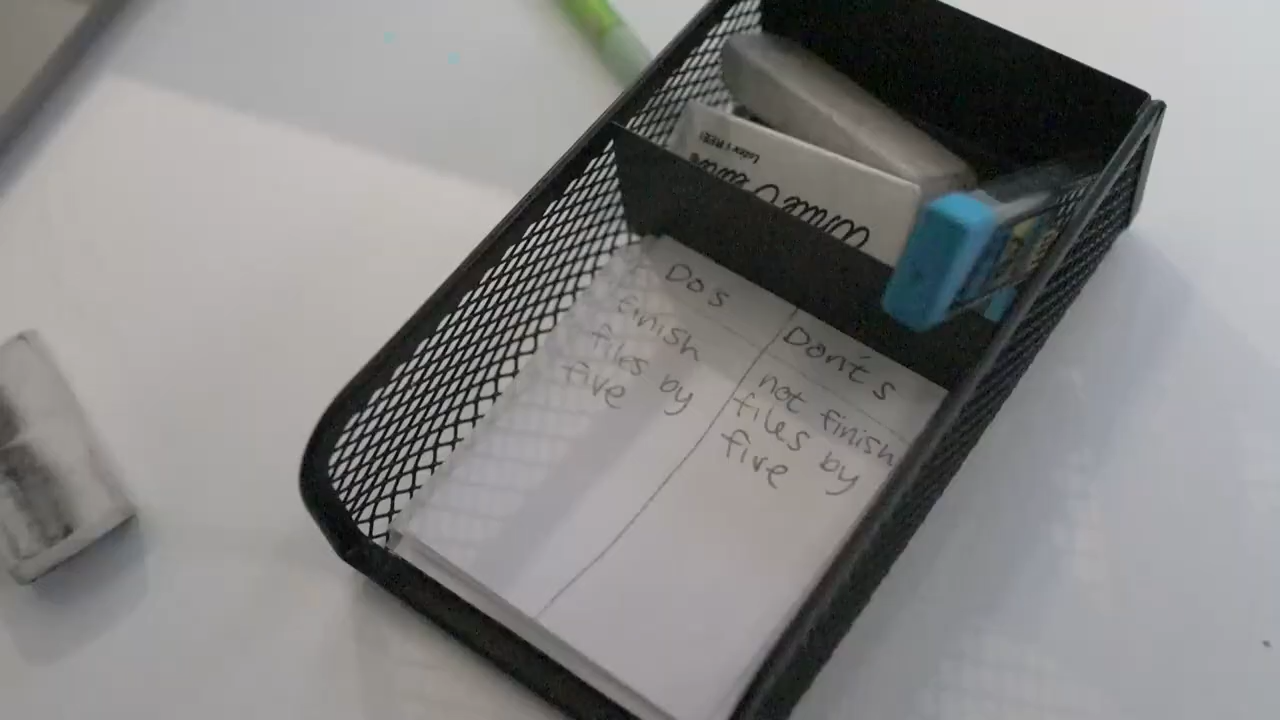 Dos
finish
files by
five
Don't s
not finish
files by
five